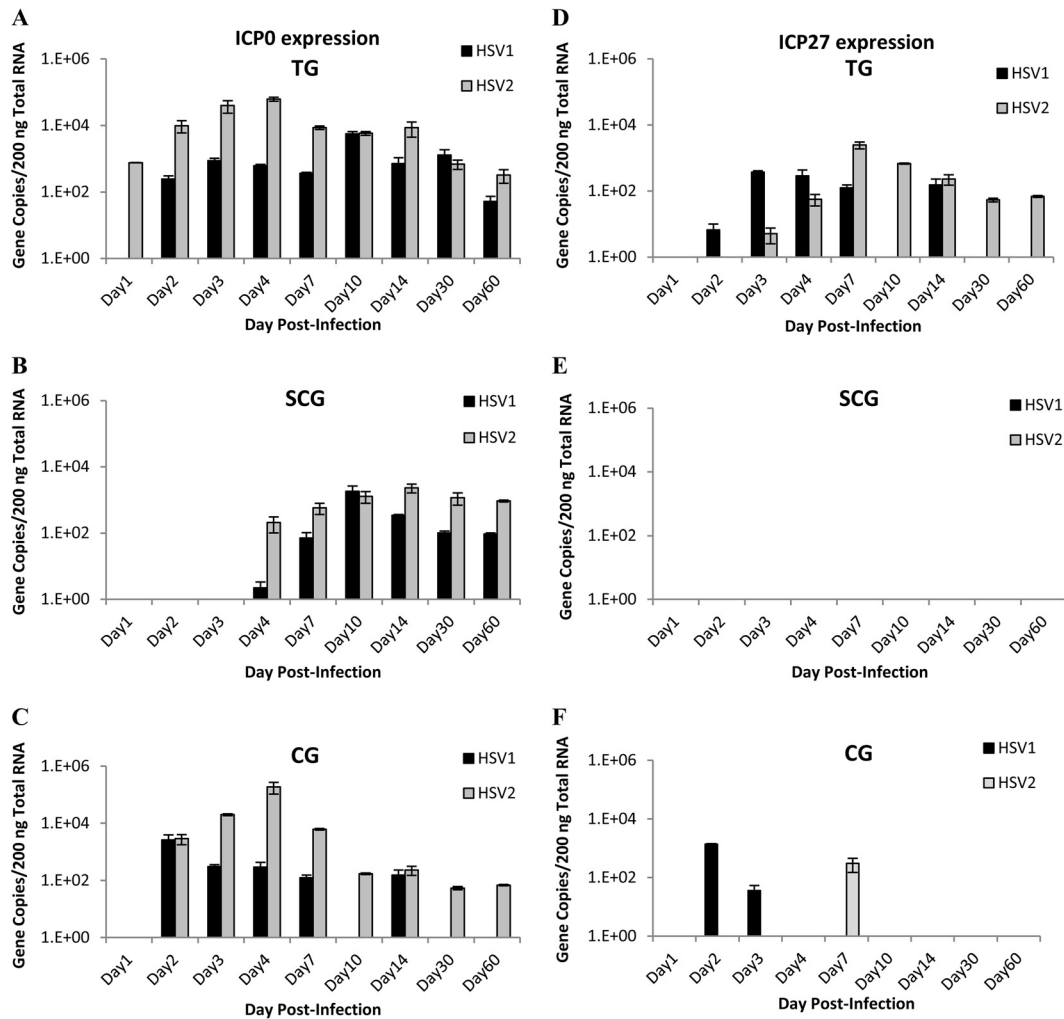 A
ICP0 expression
TG
HSV1
HSV2
Gene Copies/200 ng Total RNA
1.E+06
1.E+04
1.E+02
1.E+00
Day1 Day2 Day3 Day4 Day7 Day10 Day14 Day30 Day60
Day Post-Infection
D
ICP27 expression
TG
HSV1
HSV2
Gene Copies/200 ng Total RNA
1.E+06
1.E+04
1.E+02
1.E+00
Day1 Day2 Day3 Day4 Day7 Day10 Day14 Day30 Day60
Day Post-Infection
B
SCG
HSV1
HSV2
Gene Copies/200 ng Total RNA
1.E+06
1.E+04
1.E+02
1.E+00
Day1 Day2 Day3 Day4 Day7 Day10 Day14 Day30 Day60
Day Post-Infection
E
SCG
HSV1
HSV2
Gene Copies/200 ng Total RNA
1.E+06
1.E+04
1.E+02
1.E+00
Day1 Day2 Day3 Day4 Day7 Day10 Day14 Day30 Day60
Day Post-Infection
C
CG
HSV1
HSV2
Gene Copies/200 ng Total RNA
1.E+06
1.E+04
1.E+02
1.E+00
Day1 Day2 Day3 Day4 Day7 Day10 Day14 Day30 Day60
Day Post-Infection
F
CG
HSV1
HSV2
Gene Copies/200 ng Total RNA
1.E+06
1.E+04
1.E+02
1.E+00
Day1 Day2 Day3 Day4 Day7 Day10 Day14 Day30 Day60
Day Post-Infection